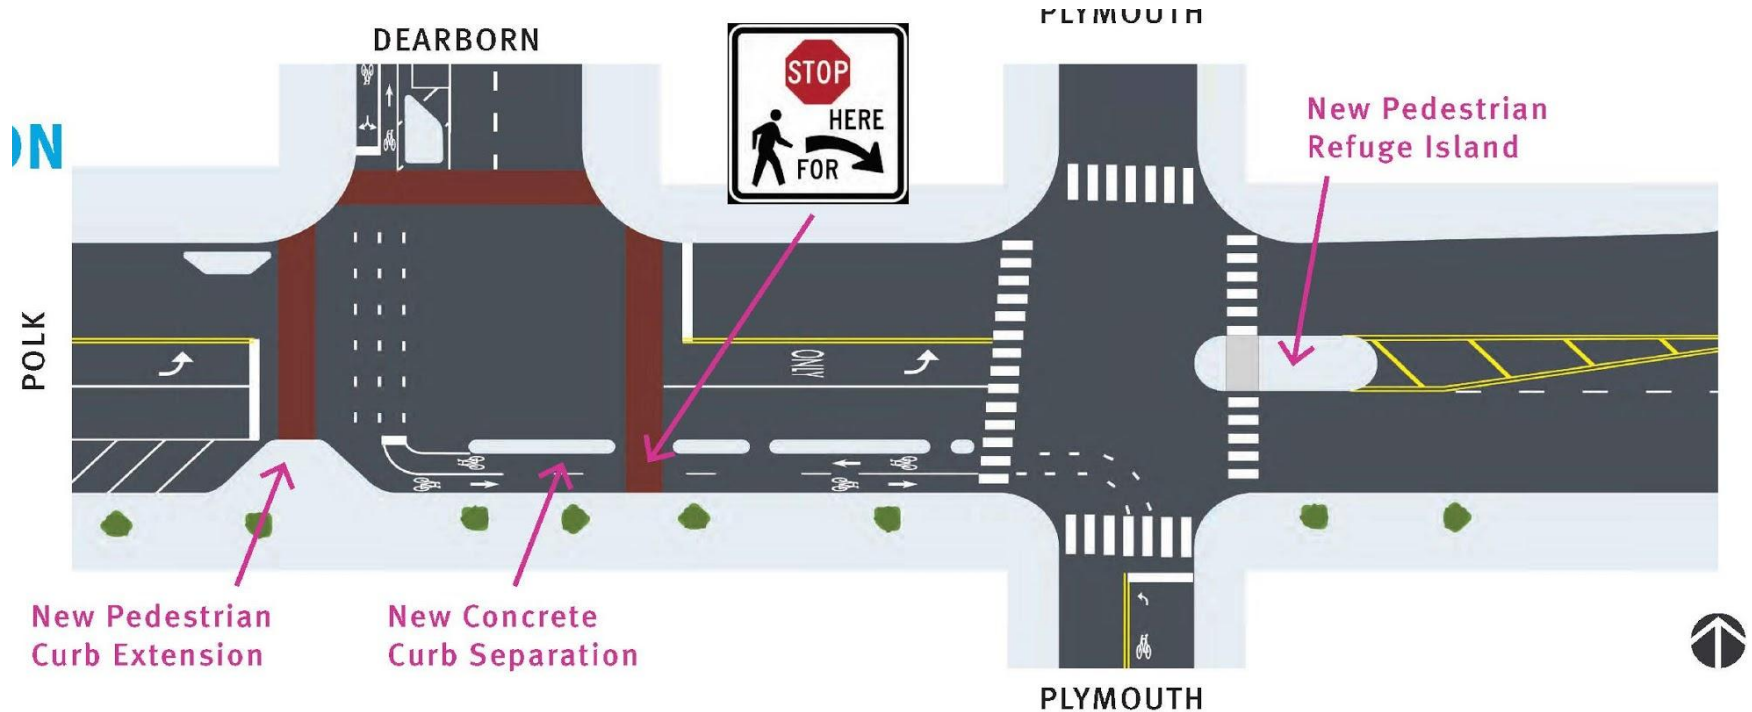 PLYMOUTH
DEARBORN
STOP
HERE
FOR
New Pedestrian
Refuge Island
ON
POLK
ONLY
New Pedestrian
Curb Extension
New Concrete
Curb Separation
PLYMOUTH